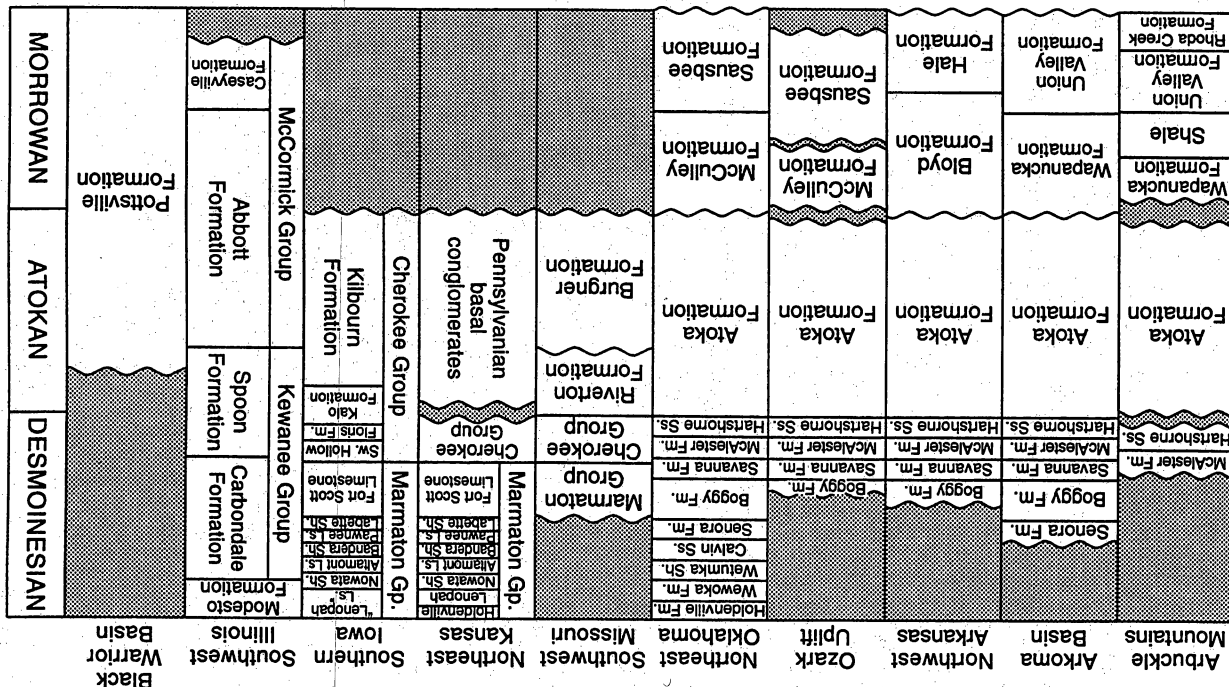 Arbuckle
Mountains
McAlester Fm.
Hartshorne Ss.
Atoka
Formation
Wapanucka
Formation
Shale
Union
Valley
Formation
Rhoda Creek
Formation
Arkoma
Basin
Senora Fm
Boggy Fm.
Savanna Fm.
McAlester Fm
Hartshorne Ss.
Atoka
Formation
Wapanucka
Formation
Union
Valley
Formation
Northwest
Arkansas
Boggy Fm.
Savanna Fm.
McAlester Fm
Hartshorne Ss.
Atoka
Formation
Bloyd
Formation
Hale
Formation
Ozark
Uplift
Boggy Fm.
Savanna Fm.
McAlester Fm
Hartshorne Ss.
Atoka
Formation
McCulley
Formation
Sausbee
Formation
Northeast
Oklahoma
Holdenville Fm.
Wewoka Fm.
Wetumka Sh.
Calvin Ss.
Senora Fm
Boggy Fm.
Savanna Fm.
McAlester Fm
Hartshorne Ss.
Atoka
Formation
McCulley
Formation
Sausbee
Formation
Southwest
Missouri
Marmaton
Group
Cherokee
Group
Riverton
Formation
Burgner
Formation
Northeast
Kansas
Marmaton Gp.
Holdenville
Lenopah
Nowata Sh.
Altamont Ls
Bandera Sh.
Pawnee Ls.
Labette Sh.
Fort Scott
Limestone
Cherokee
Group
Pennsylvanian
basal
conglomerates
Southern
Iowa
Marmaton Gp.
"Lenopah"
Ls.
Nowata Sh.
Altamont Ls.
Bandera Sh.
Pawnee Ls.
Labette Sh.
Fort Scott
Limestone
Cherokee Group
Sw. Hollow
Floris Fm.
Kalo
Formation
Kilbourn
Formation
Southwest
Illinois
Modesto
Formation
Kewanee Group
Carbondale
Formation
Spoon
Formation
McCormick Group
Abbott
Formation
Caseyville
Formation
Black
Warrior
Basin
Pottsville
Formation
DESMOINESIAN
ATOKAN
MORROWAN